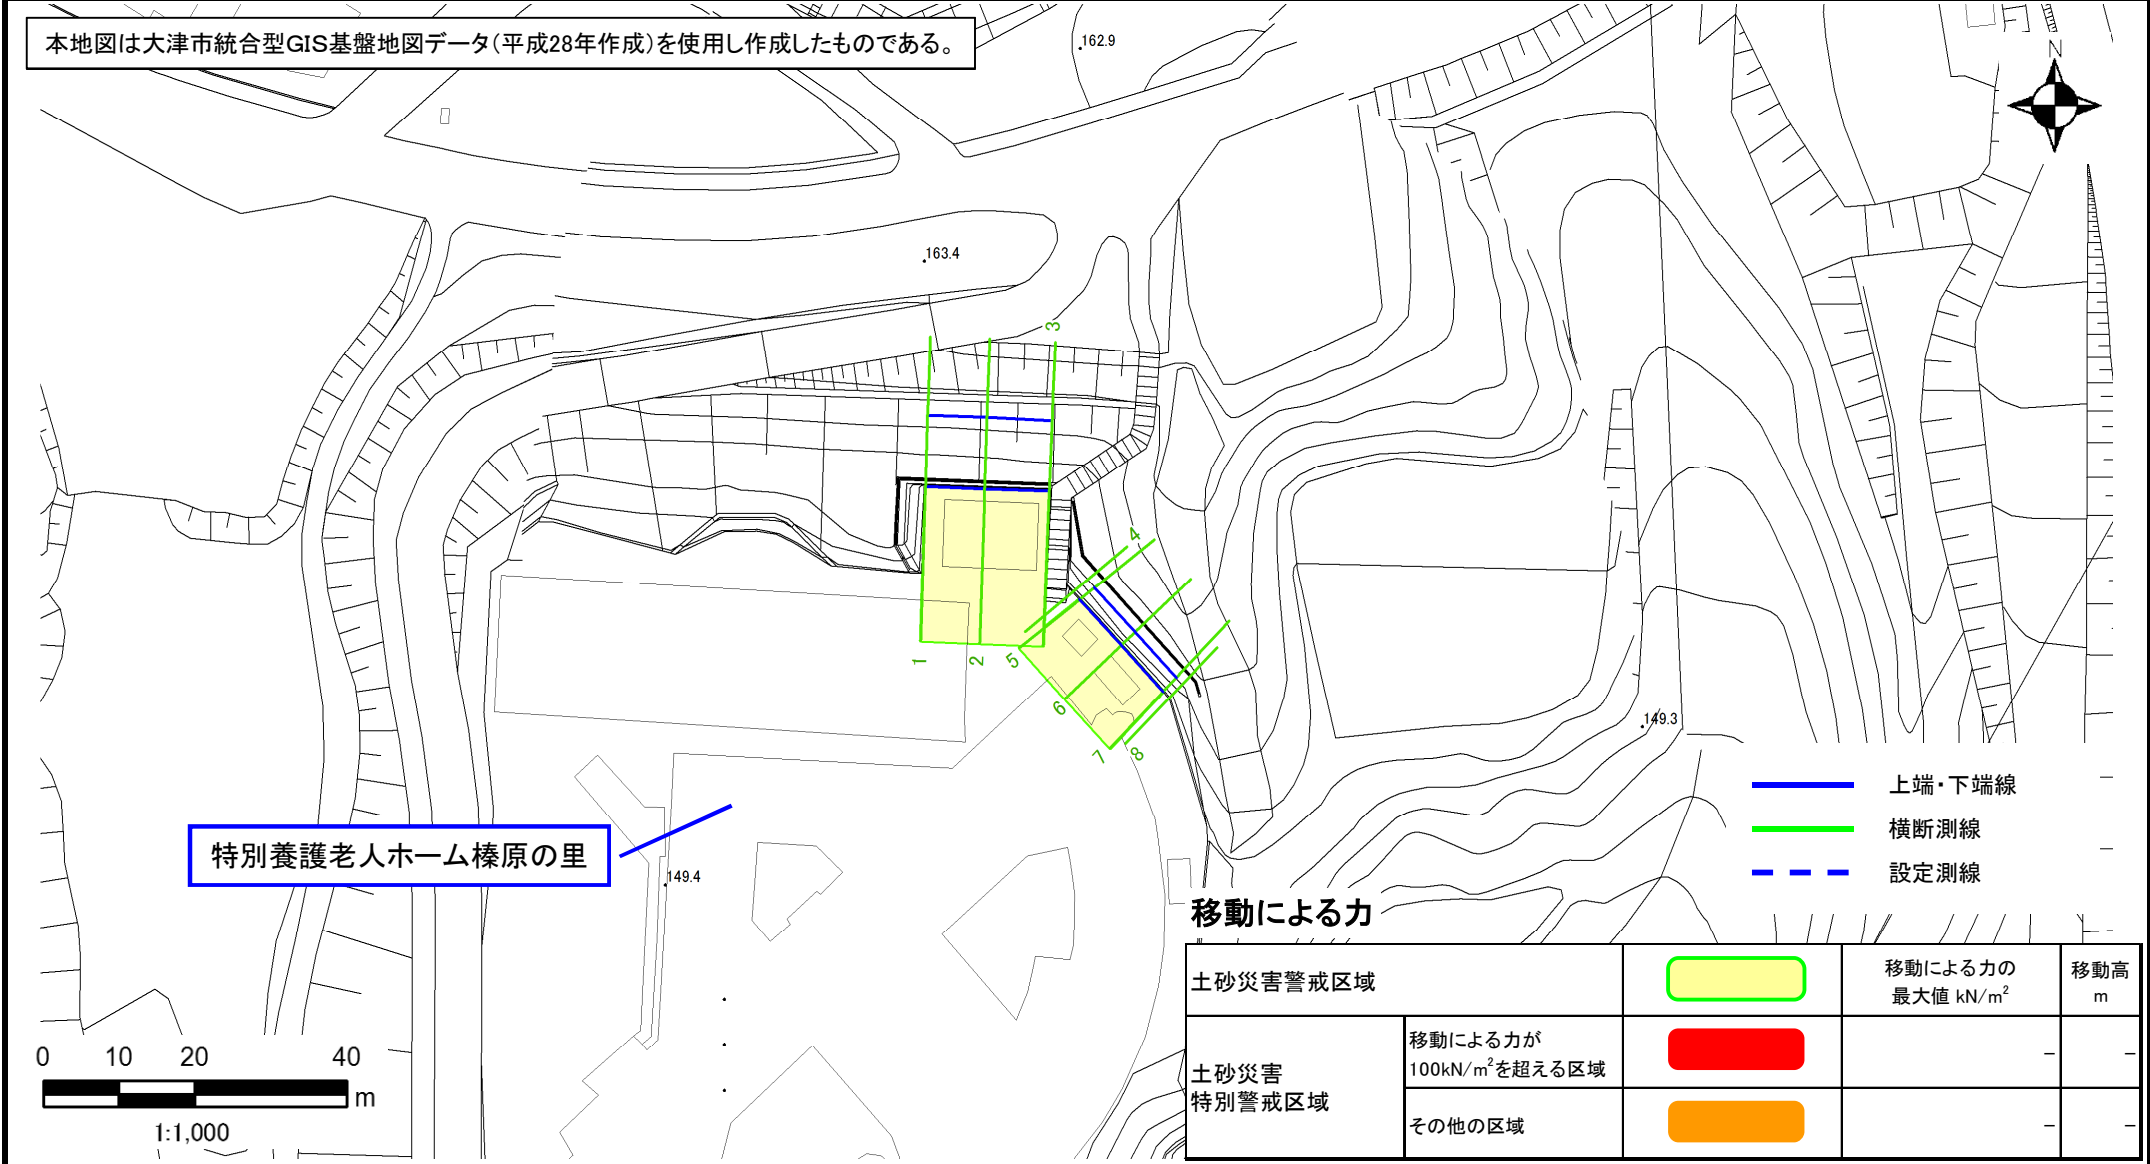 本地図は大津市統合型GIS基盤地図データ(平成28年作成)を使用し作成したものである。
162.9
N
163.4
3
4
1
2
5
6
7
8
149.3
特別養護老人ホーム榛原の里
149.4
上端・下端線
横断測線
設定測線
移動による力
土砂災害警戒区域
移動による力の
最大値 kN/m²
移動高
m
土砂災害
特別警戒区域
移動による力が
100kN/m²を超える区域
- -
その他の区域
- -
0 10 20 40
m
1:1,000